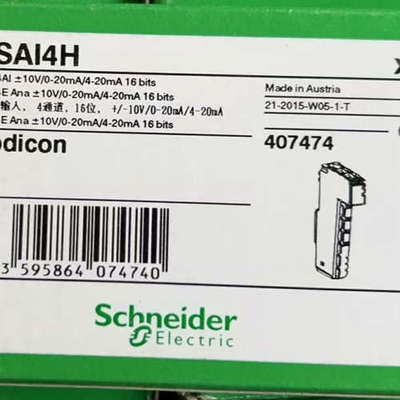 SAI4H
AI ±10V/0-20mA/4-20mA 16 bits
E Ana ±10V/0-20mA/4-20mA 16 bits
输入, 4通道, 16位, +/-10V/0-20mA/4-20mA
E Ana ±10V/0-20mA/4-20mA 16 bits
Made in Austria
21-2015-W05-1-T
odicon
407474
3 595864 074740
Schneider
Electric